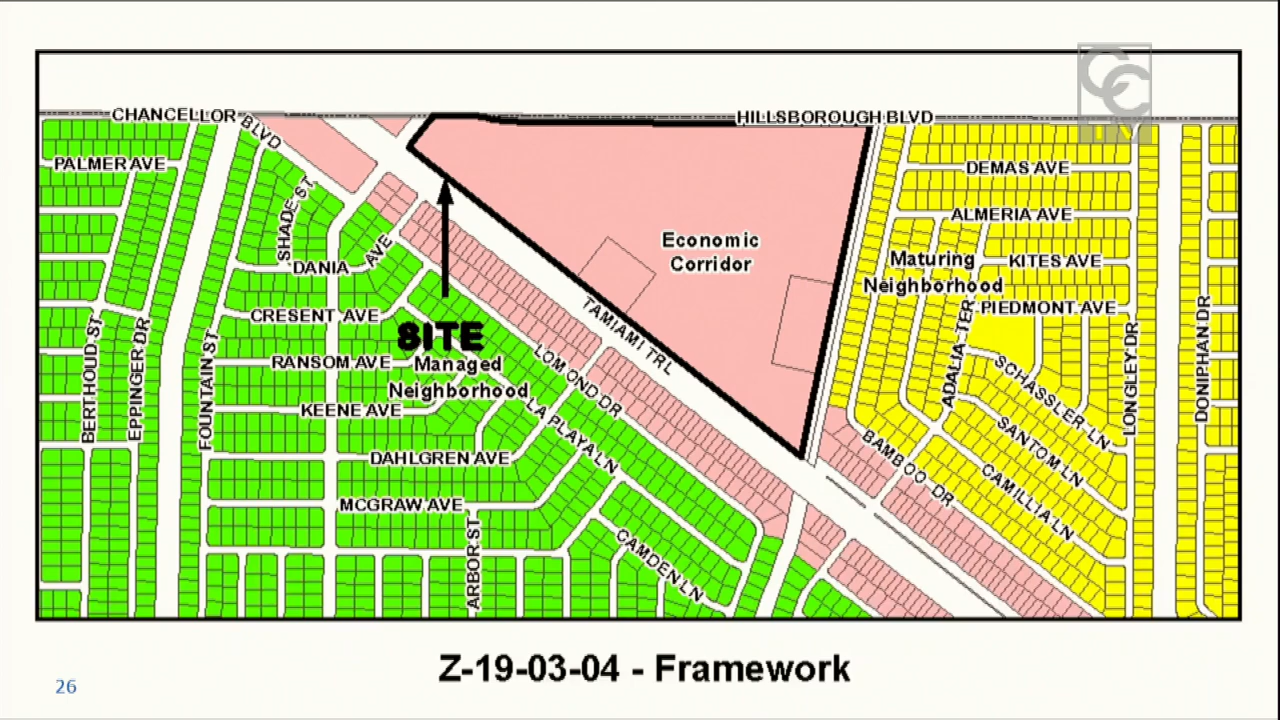 CC
TV
CHANCELLOR BLVD
HILLSBOROUGH BLVD
PALMER AVE
DEMAS AVE
SHADE ST
ALMERIA AVE
Economic
Corridor
DANIA AVE
Maturing
Neighborhood
KITES AVE
CRESENT AVE
PIEDMONT AVE
SITE
TAMIAMI TRL
BERTHOUD ST
EPPINGER DR
FOUNTAIN ST
RANSOM AVE
Managed
Neighborhood
LOMOND DR
ADALIA TER
SCHASSLER LN
LONGLEY DR
DONIPHAN DR
KEENE AVE
LA PLAYA LN
SANTOM LN
DAHLGREN AVE
BAMBOO DR
CAMILLIA LN
MCGRAW AVE
ARBOR ST
CAMDEN LN
Z-19-03-04 - Framework
26